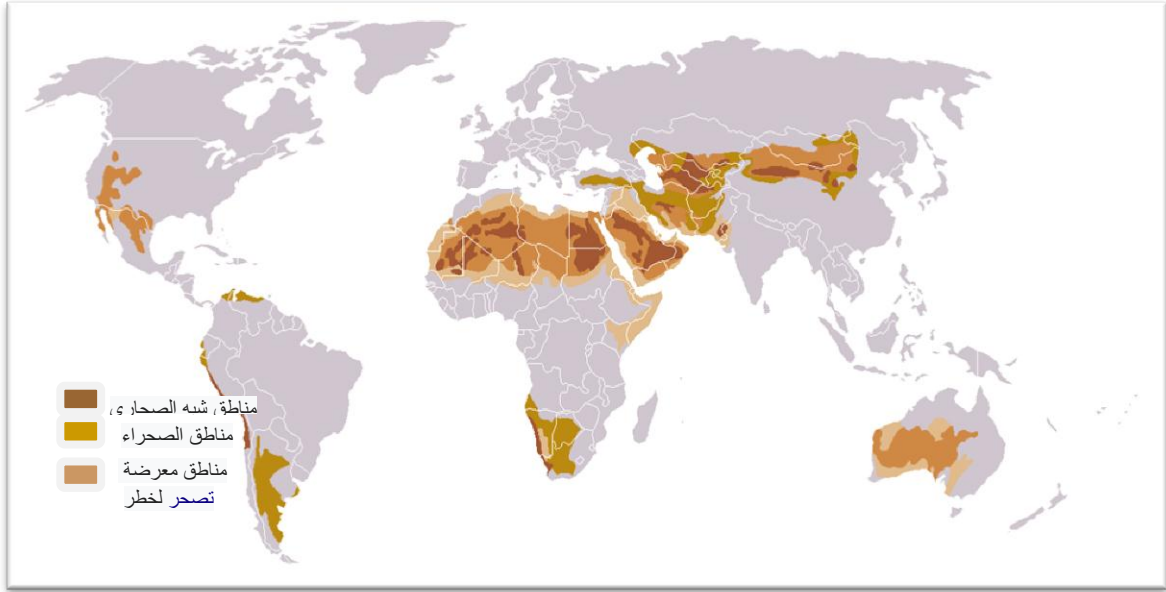 مناطق شبه الصحاري
مناطق الصحراء
مناطق معرضة
تصحر لخطر